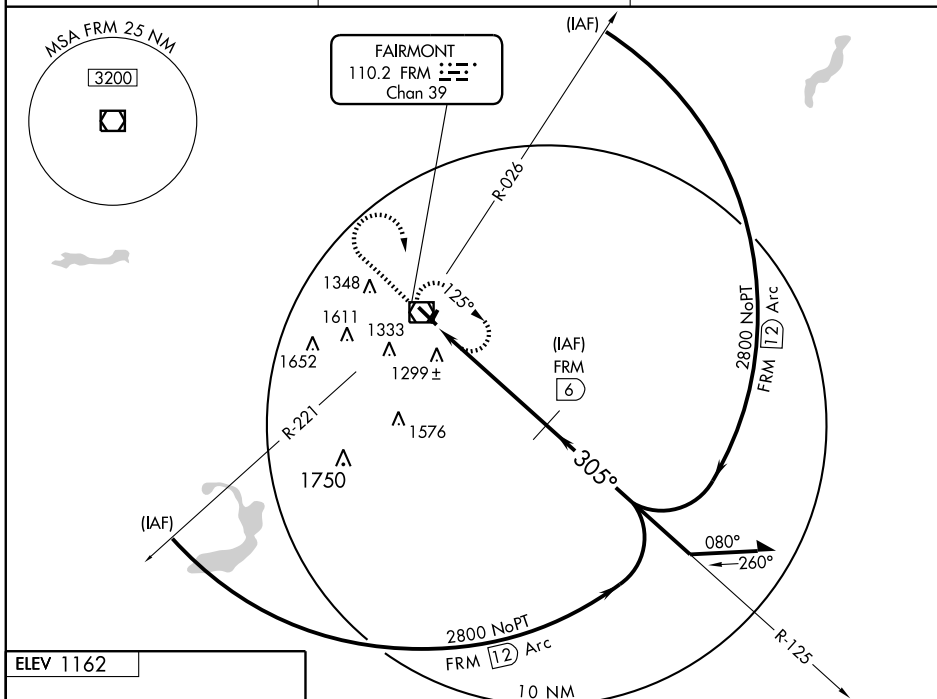 MSA FRM 25 NM
3200
FAIRMONT
110.2 FRM
Chan 39
(IAF)
R-026
1348
125°
1611
1333
1652
1299 ±
(IAF)
FRM
6
2800 NoPT
FRM 12 Arc
R-221
1576
305°
1750
(IAF)
080°
260°
2800 NoPT
FRM 12 Arc
R-125
ELEV 1162
10 NM